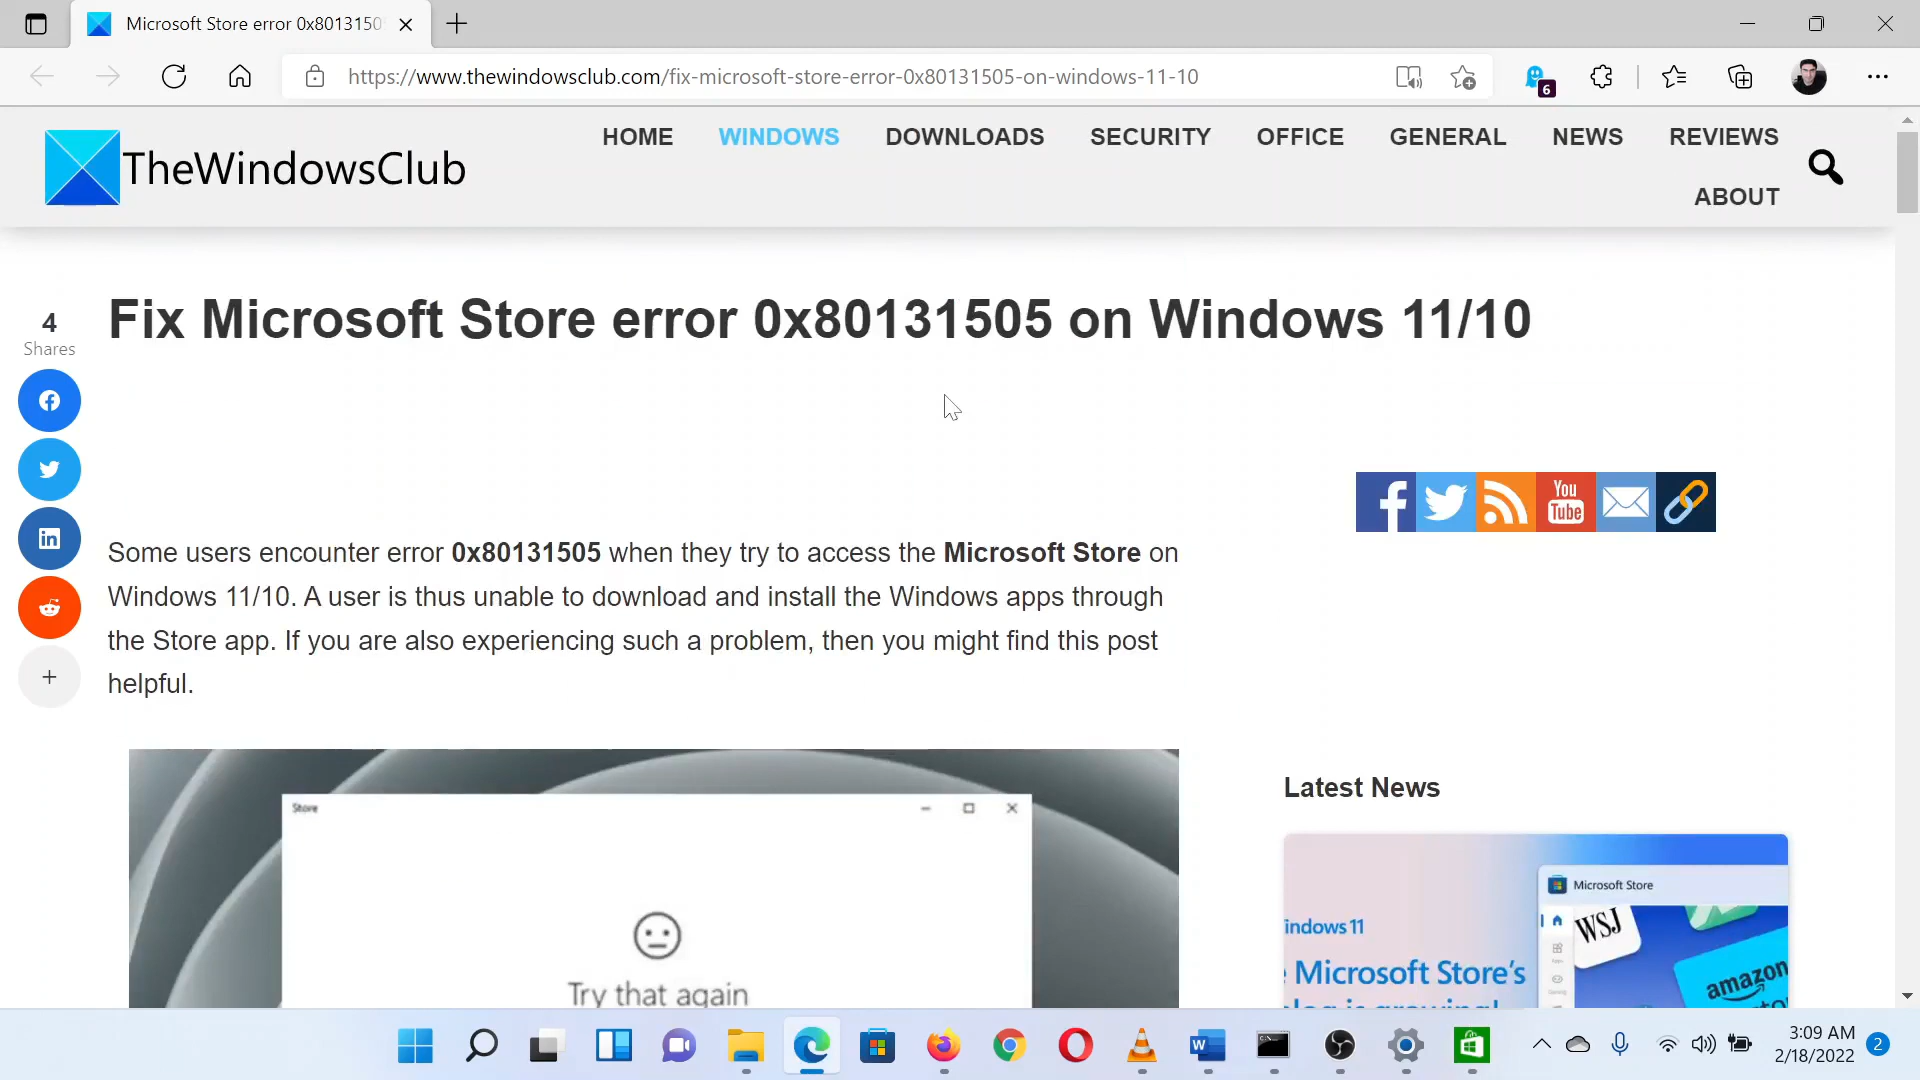 Microsoft Store error 0x8013150
https://www.thewindowsclub.com/fix-microsoft-store-error-0x80131505-on-windows-11-10
6
TheWindowsClub
HOME
WINDOWS
DOWNLOADS
SECURITY
OFFICE
GENERAL
NEWS
REVIEWS
ABOUT
Fix Microsoft Store error 0x80131505 on Windows 11/10
4
Shares
You
Tube
Some users encounter error 0x80131505 when they try to access the Microsoft Store on
Windows 11/10. A user is thus unable to download and install the Windows apps through
the Store app. If you are also experiencing such a problem, then you might find this post
helpful.
Store
Try that again
Latest News
Microsoft Store
WSJ
indows 11
Microsoft Store's
amazon
is growing!
3:09 AM
2/18/2022
2